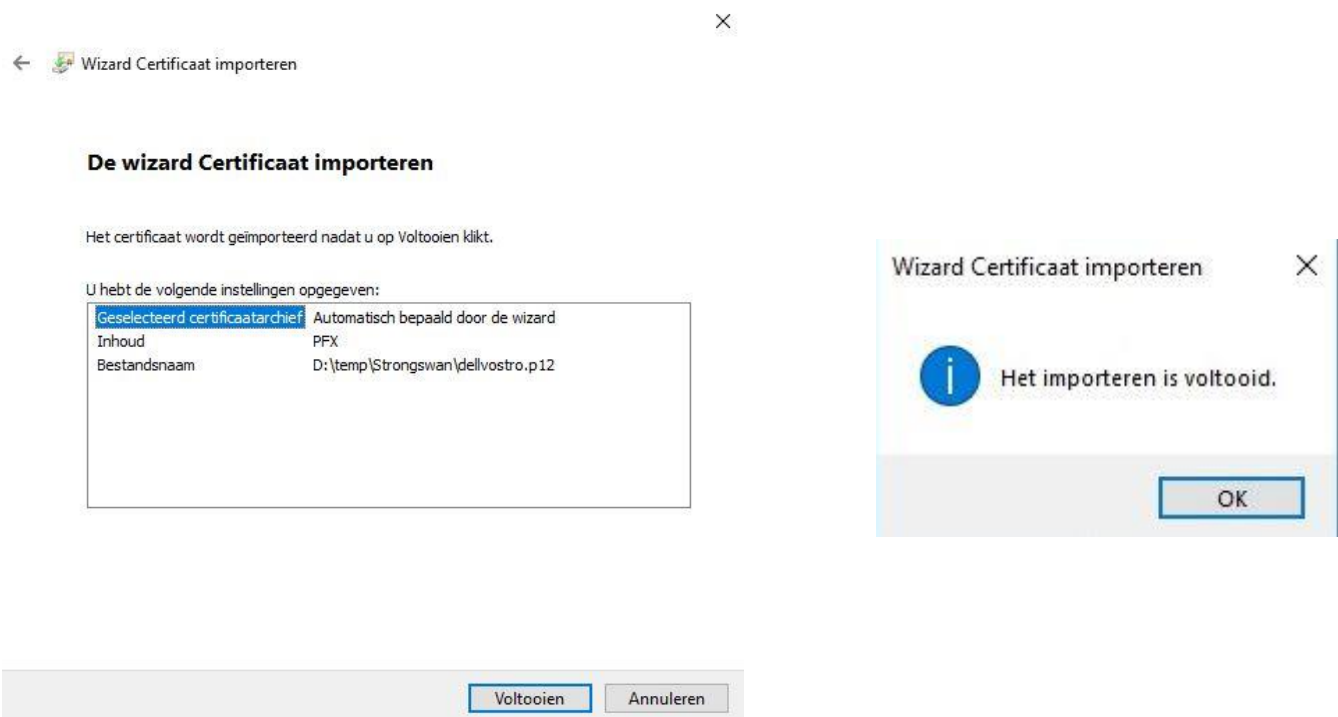 Wizard Certificaat importeren
De wizard Certificaat importeren
Het certificaat wordt geïmporteerd nadat u op Voltooien klikt.
U hebt de volgende instellingen opgegeven:
Geselecteerd certificaatarchief Automatisch bepaald door de wizard
Inhoud PFX
Bestandsnaam D:\temp\Strongswan\dellvostro.p12
Voltooien Annuleren
Wizard Certificaat importeren
Het importeren is voltooid.
OK